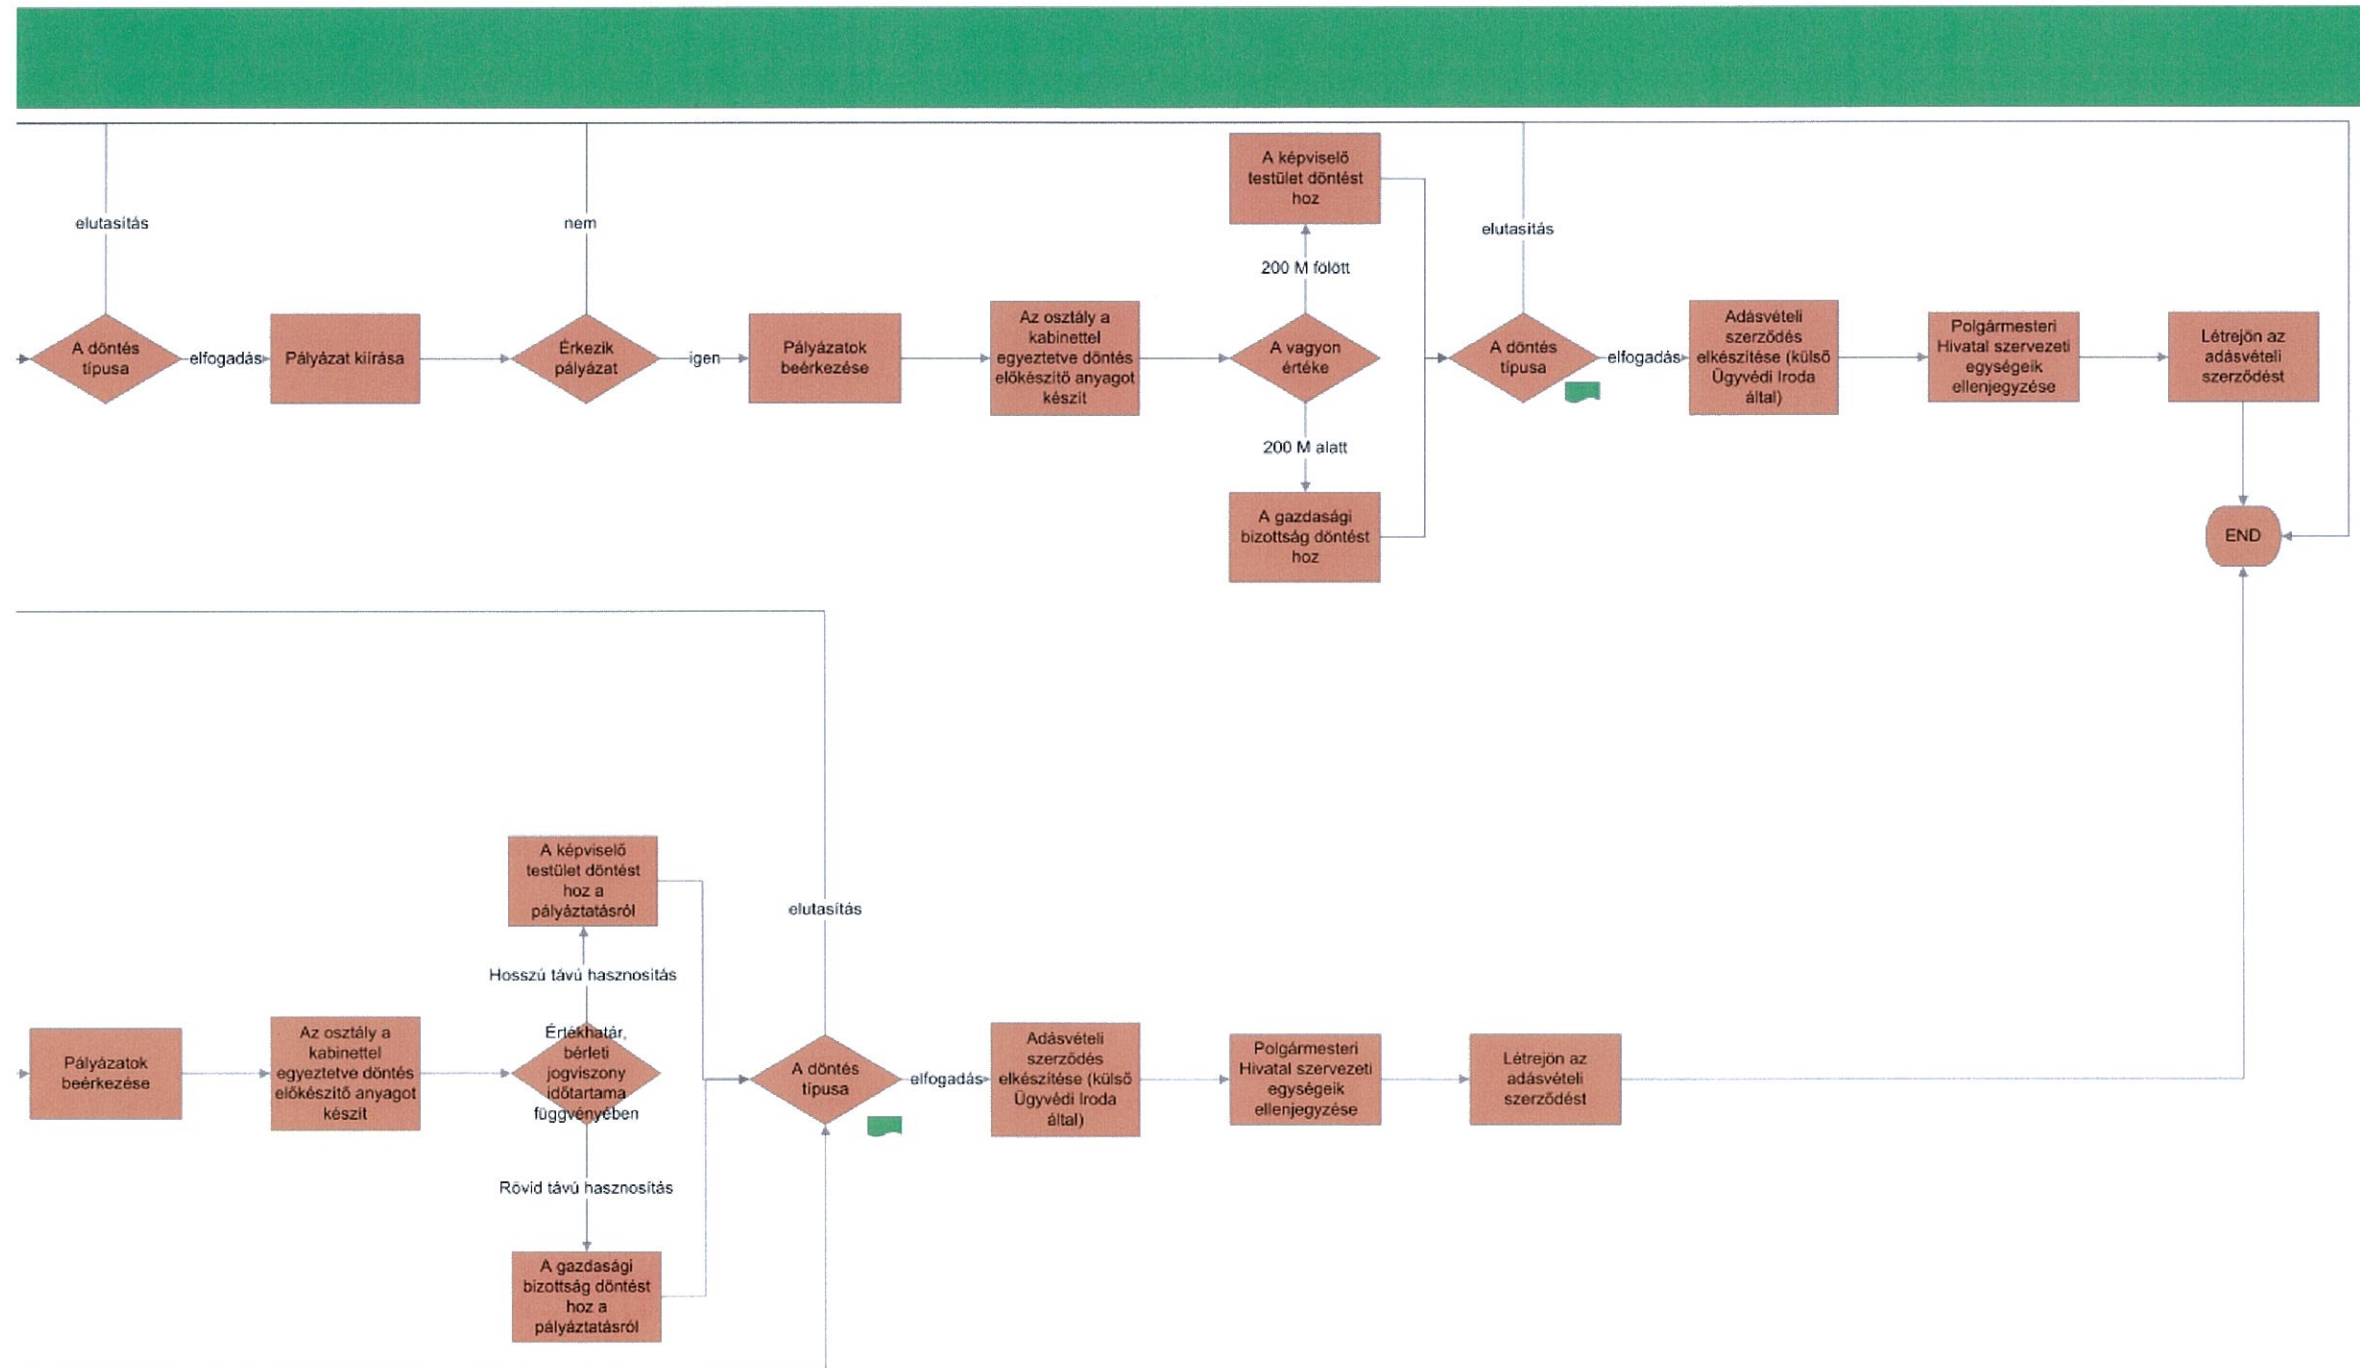 elutasítás
nem
A képviselő
testület döntést
hoz
elutasítás
200 M fölött
A döntés
típusa
elfogadás
Pályázat kiírása
Érkezik
pályázat
igen
Pályázatok
beérkezése
Az osztály a
kabinettel
egyeztetve döntés
előkészítő anyagot
készít
A vagyon
értéke
A döntés
típusa
elfogadás
Adásvételi
szerződés
elkészítése (külső
Ügyvédi Iroda
által)
Polgármesteri
Hivatal szervezeti
egységeik
ellenjegyzése
Létrejön az
adásvételi
szerződést
200 M alatt
A gazdasági
bizottság döntést
hoz
END
A képviselő
testület döntést
hoz a
pályáztatásról
elutasítás
Hosszú távú hasznosítás
Pályázatok
beérkezése
Az osztály a
kabinettel
egyeztetve döntés
előkészítő anyagot
készít
Értékhatár,
bérleti
jogviszony
időtartama
függvényében
A döntés
típusa
elfogadás
Adásvételi
szerződés
elkészítése (külső
Ügyvédi Iroda
által)
Polgármesteri
Hivatal szervezeti
egységeik
ellenjegyzése
Létrejön az
adásvételi
szerződést
Rövid távú hasznosítás
A gazdasági
bizottság döntést
hoz a
pályáztatásról